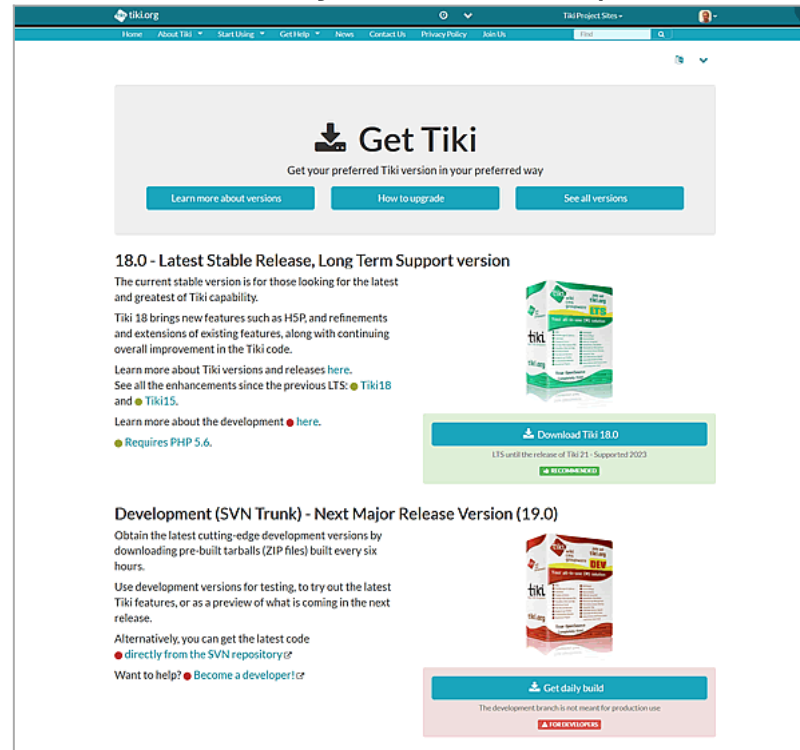 tiki.org
Tiki Project Sites
Home About Tiki Start Using Get Help News Contact Us Privacy Policy Join Us Find
Get Tiki
Get your preferred Tiki version in your preferred way
Learn more about versions How to upgrade See all versions
18.0 - Latest Stable Release, Long Term Support version
The current stable version is for those looking for the latest
and greatest of Tiki capability.
Tiki 18 brings new features such as H5P, and refinements
and extensions of existing features, along with continuing
overall improvement in the Tiki code.
Learn more about Tiki versions and releases here.
See all the enhancements since the previous LTS: Tiki18
and Tiki15.
Learn more about the development here.
Requires PHP 5.6.
LTS
tiki
Download Tiki 18.0
LTS until the release of Tiki 21 - Supported 2023
RECOMMENDED
Development (SVN Trunk) - Next Major Release Version (19.0)
Obtain the latest cutting-edge development versions by
downloading pre-built tarballs (ZIP files) built every six
hours.
Use development versions for testing, to try out the latest
Tiki features, or as a preview of what is coming in the next
release.
Alternatively, you can get the latest code
directly from the SVN repository
Want to help? Become a developer!
DEV
tiki
Get daily build
The development branch is not meant for production use
FOR DEVELOPERS